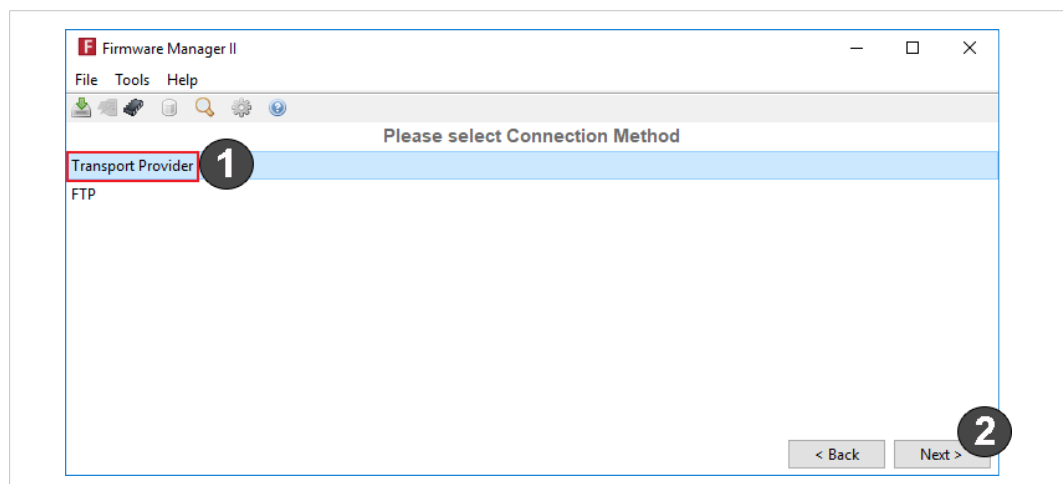 Firmware Manager II
File Tools Help
Please select Connection Method
Transport Provider 1
FTP
2
< Back Next >